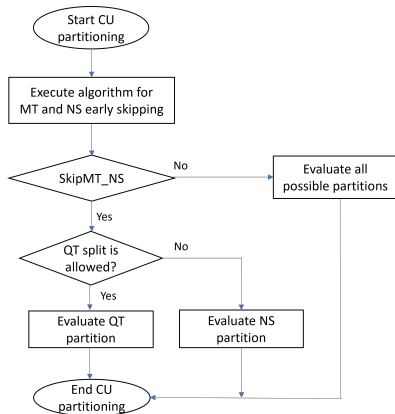 Start CU
partitioning
Execute algorithm for
MT and NS early skipping
SkipMT_NS
No
Evaluate all
possible partitions
Yes
QT split is
allowed?
No
Yes
Evaluate QT
partition
Evaluate NS
partition
End CU
partitioning